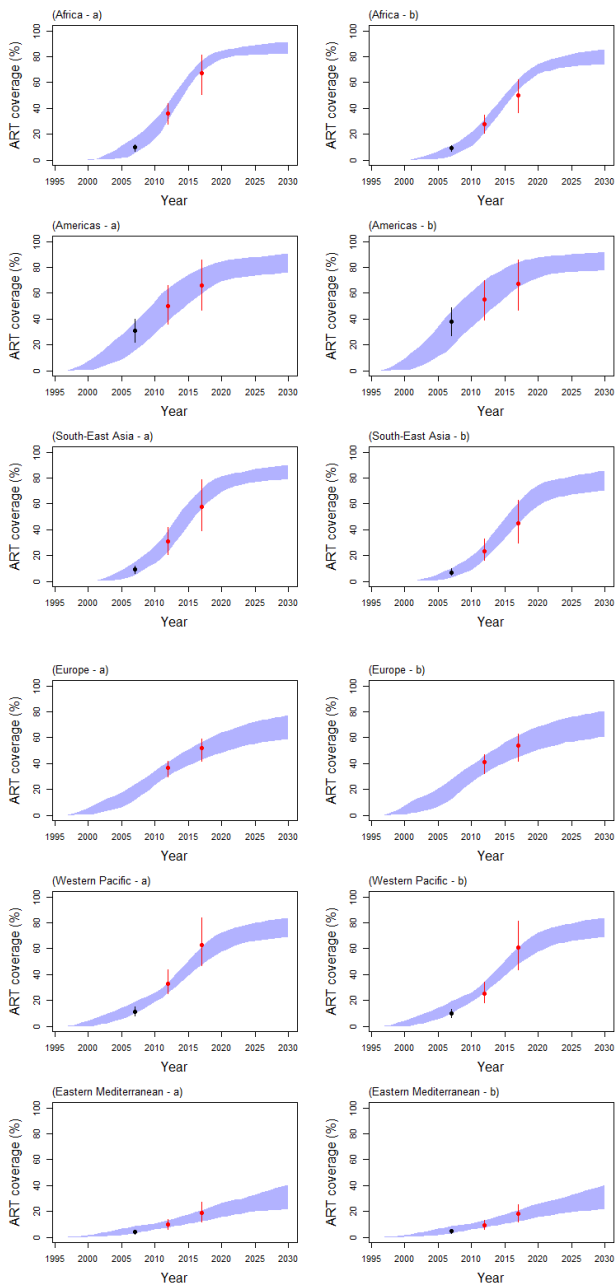 (Africa - a)
ART coverage (%)
0 20 40 60 80 100
1995 2000 2005 2010 2015 2020 2025 2030
Year
(Africa - b)
ART coverage (%)
0 20 40 60 80 100
1995 2000 2005 2010 2015 2020 2025 2030
Year
(Americas - a)
ART coverage (%)
0 20 40 60 80 100
1995 2000 2005 2010 2015 2020 2025 2030
Year
(Americas - b)
ART coverage (%)
0 20 40 60 80 100
1995 2000 2005 2010 2015 2020 2025 2030
Year
(South-East Asia - a)
ART coverage (%)
0 20 40 60 80 100
1995 2000 2005 2010 2015 2020 2025 2030
Year
(South-East Asia - b)
ART coverage (%)
0 20 40 60 80 100
1995 2000 2005 2010 2015 2020 2025 2030
Year
(Europe - a)
ART coverage (%)
0 20 40 60 80 100
1995 2000 2005 2010 2015 2020 2025 2030
Year
(Europe - b)
ART coverage (%)
0 20 40 60 80 100
1995 2000 2005 2010 2015 2020 2025 2030
Year
(Western Pacific - a)
ART coverage (%)
0 20 40 60 80 100
1995 2000 2005 2010 2015 2020 2025 2030
Year
(Western Pacific - b)
ART coverage (%)
0 20 40 60 80 100
1995 2000 2005 2010 2015 2020 2025 2030
Year
(Eastern Mediterranean - a)
ART coverage (%)
0 20 40 60 80 100
1995 2000 2005 2010 2015 2020 2025 2030
Year
(Eastern Mediterranean - b)
ART coverage (%)
0 20 40 60 80 100
1995 2000 2005 2010 2015 2020 2025 2030
Year